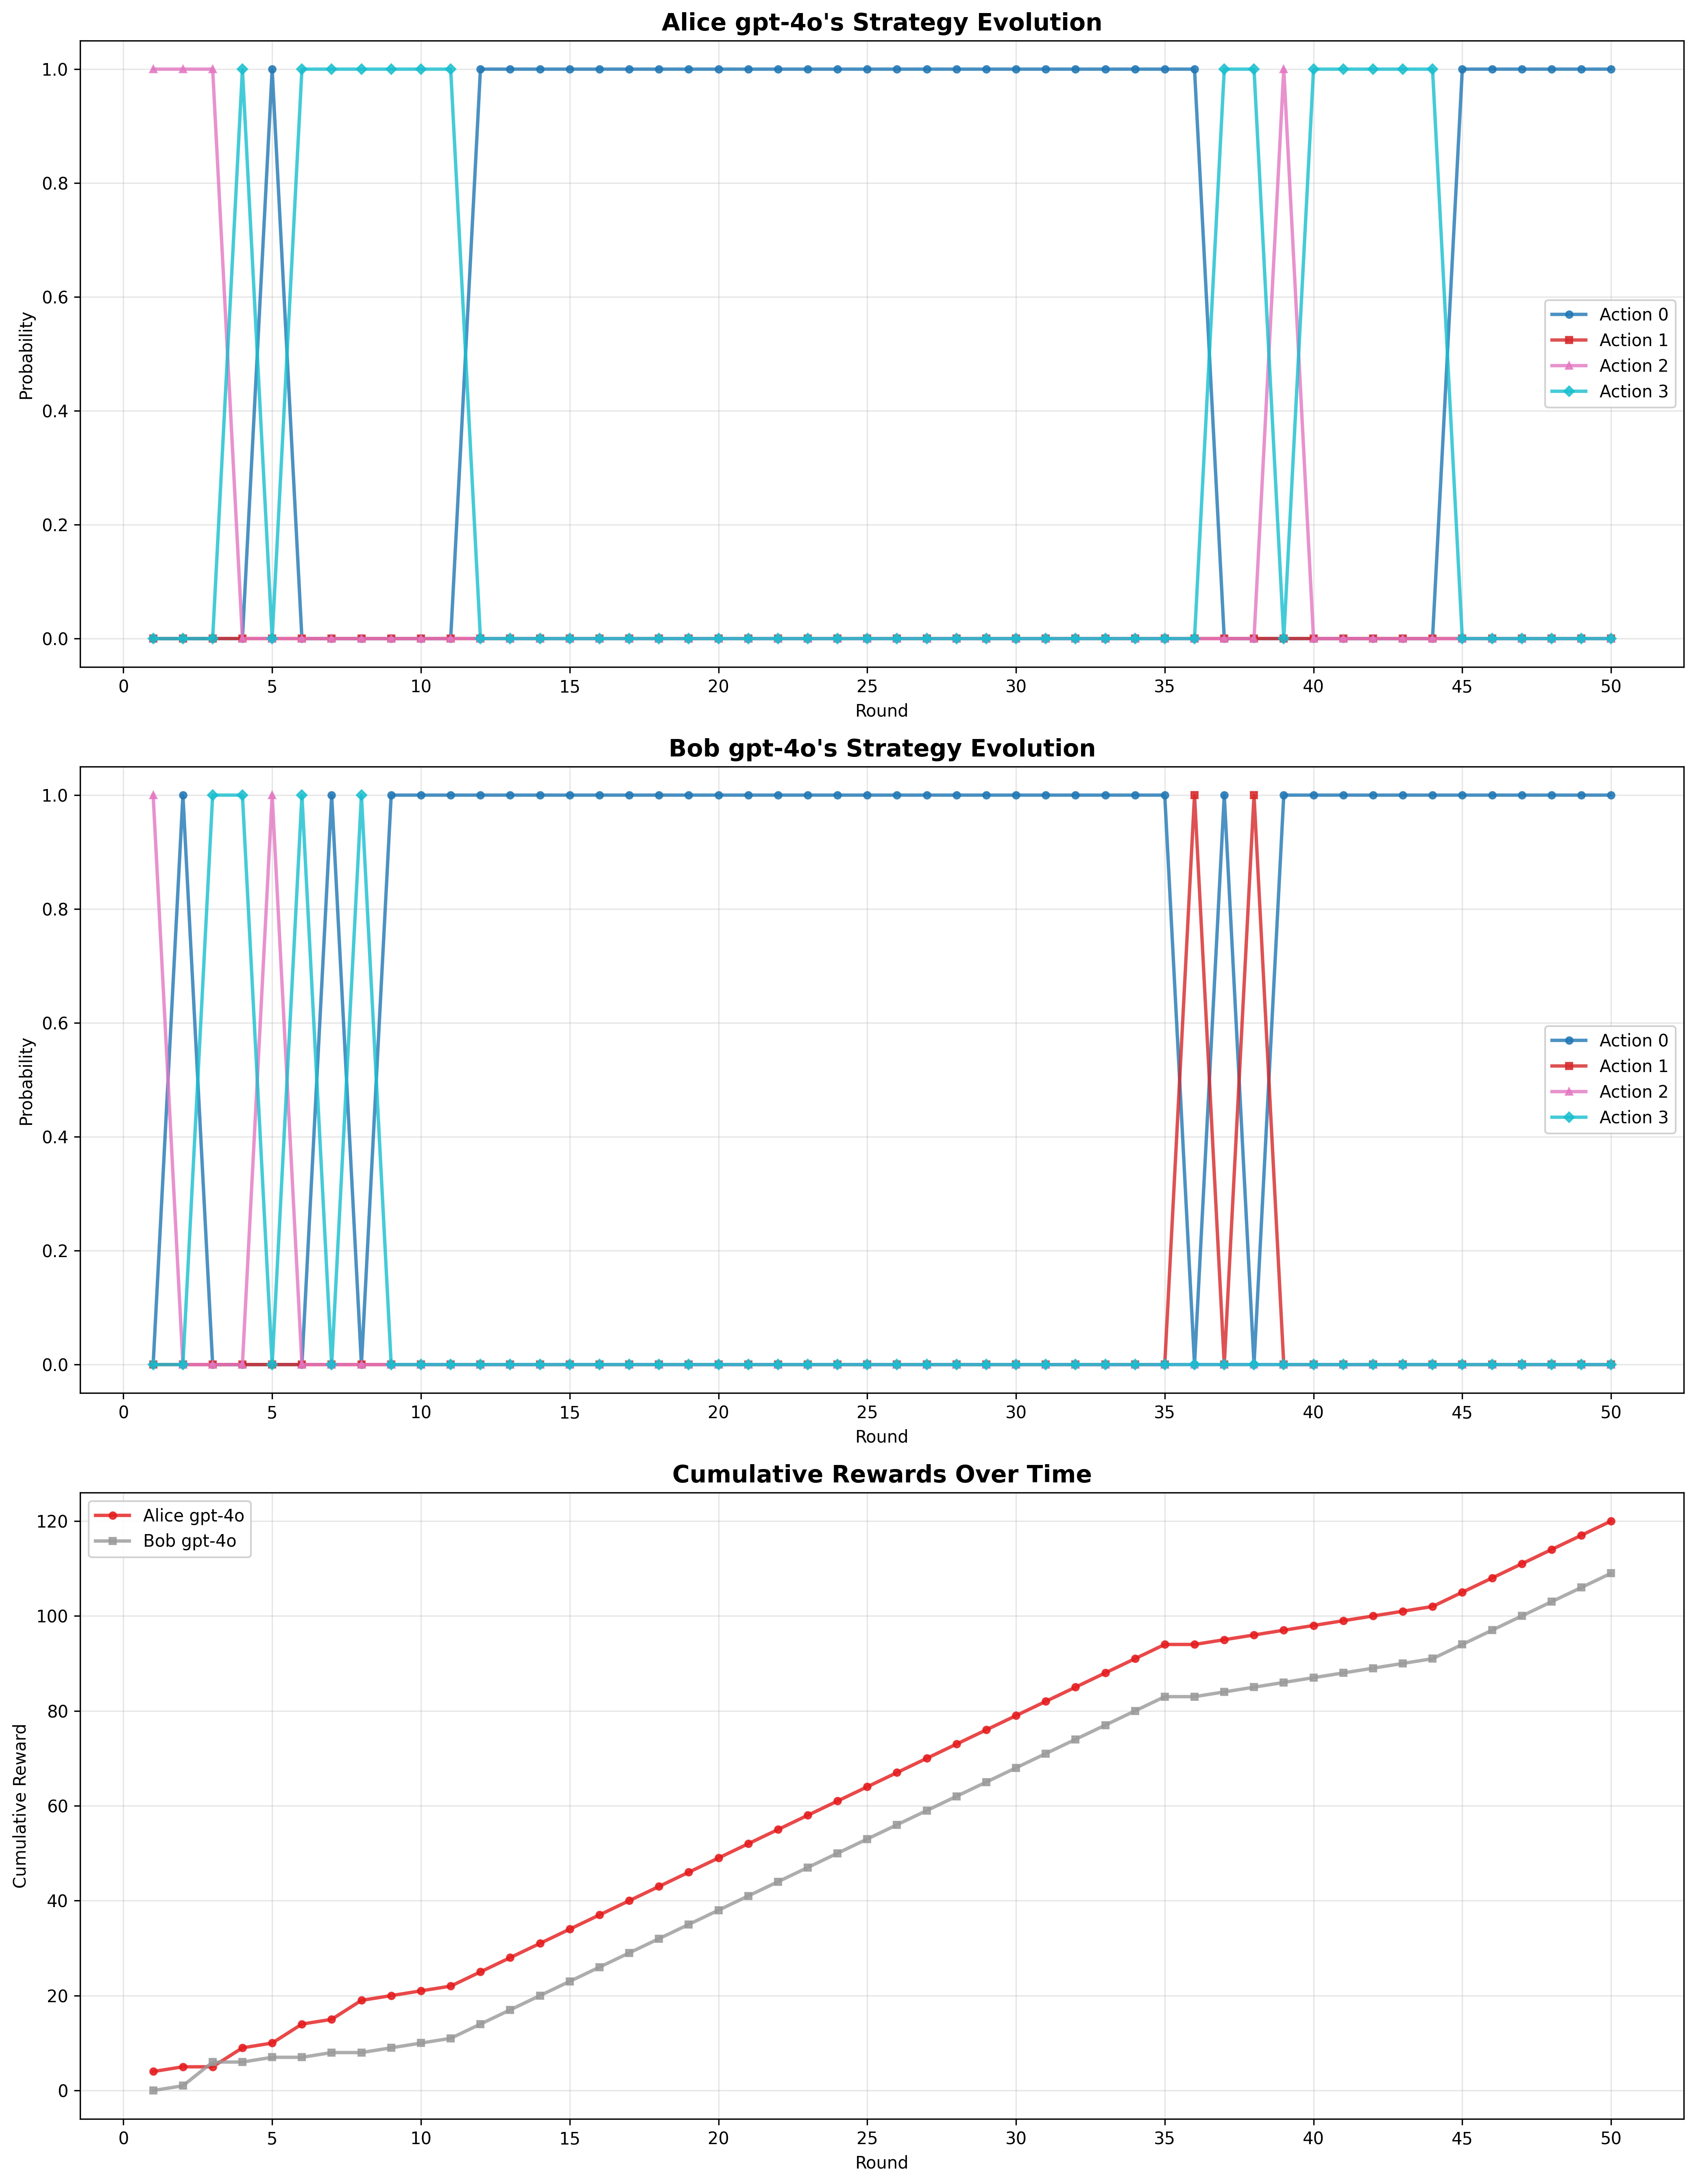 Alice gpt-4o's Strategy Evolution
1.0
0.8
0.6
0.4
0.2
0.0
Probability
Action 0
Action 1
Action 2
Action 3
0 5 10 15 20 25 30 35 40 45 50
Round
Bob gpt-4o's Strategy Evolution
1.0
0.8
0.6
0.4
0.2
0.0
Probability
Action 0
Action 1
Action 2
Action 3
0 5 10 15 20 25 30 35 40 45 50
Round
Cumulative Rewards Over Time
Alice gpt-4o
Bob gpt-4o
120
100
80
60
40
20
0
Cumulative Reward
0 5 10 15 20 25 30 35 40 45 50
Round